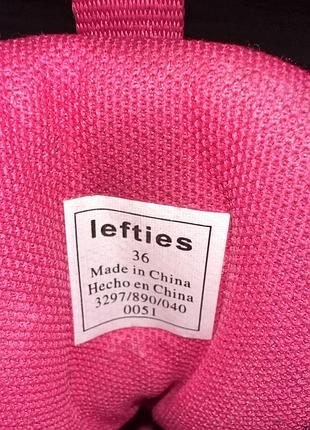 lefties
36
Made in China
Hecho en China
3297/890/040
0051